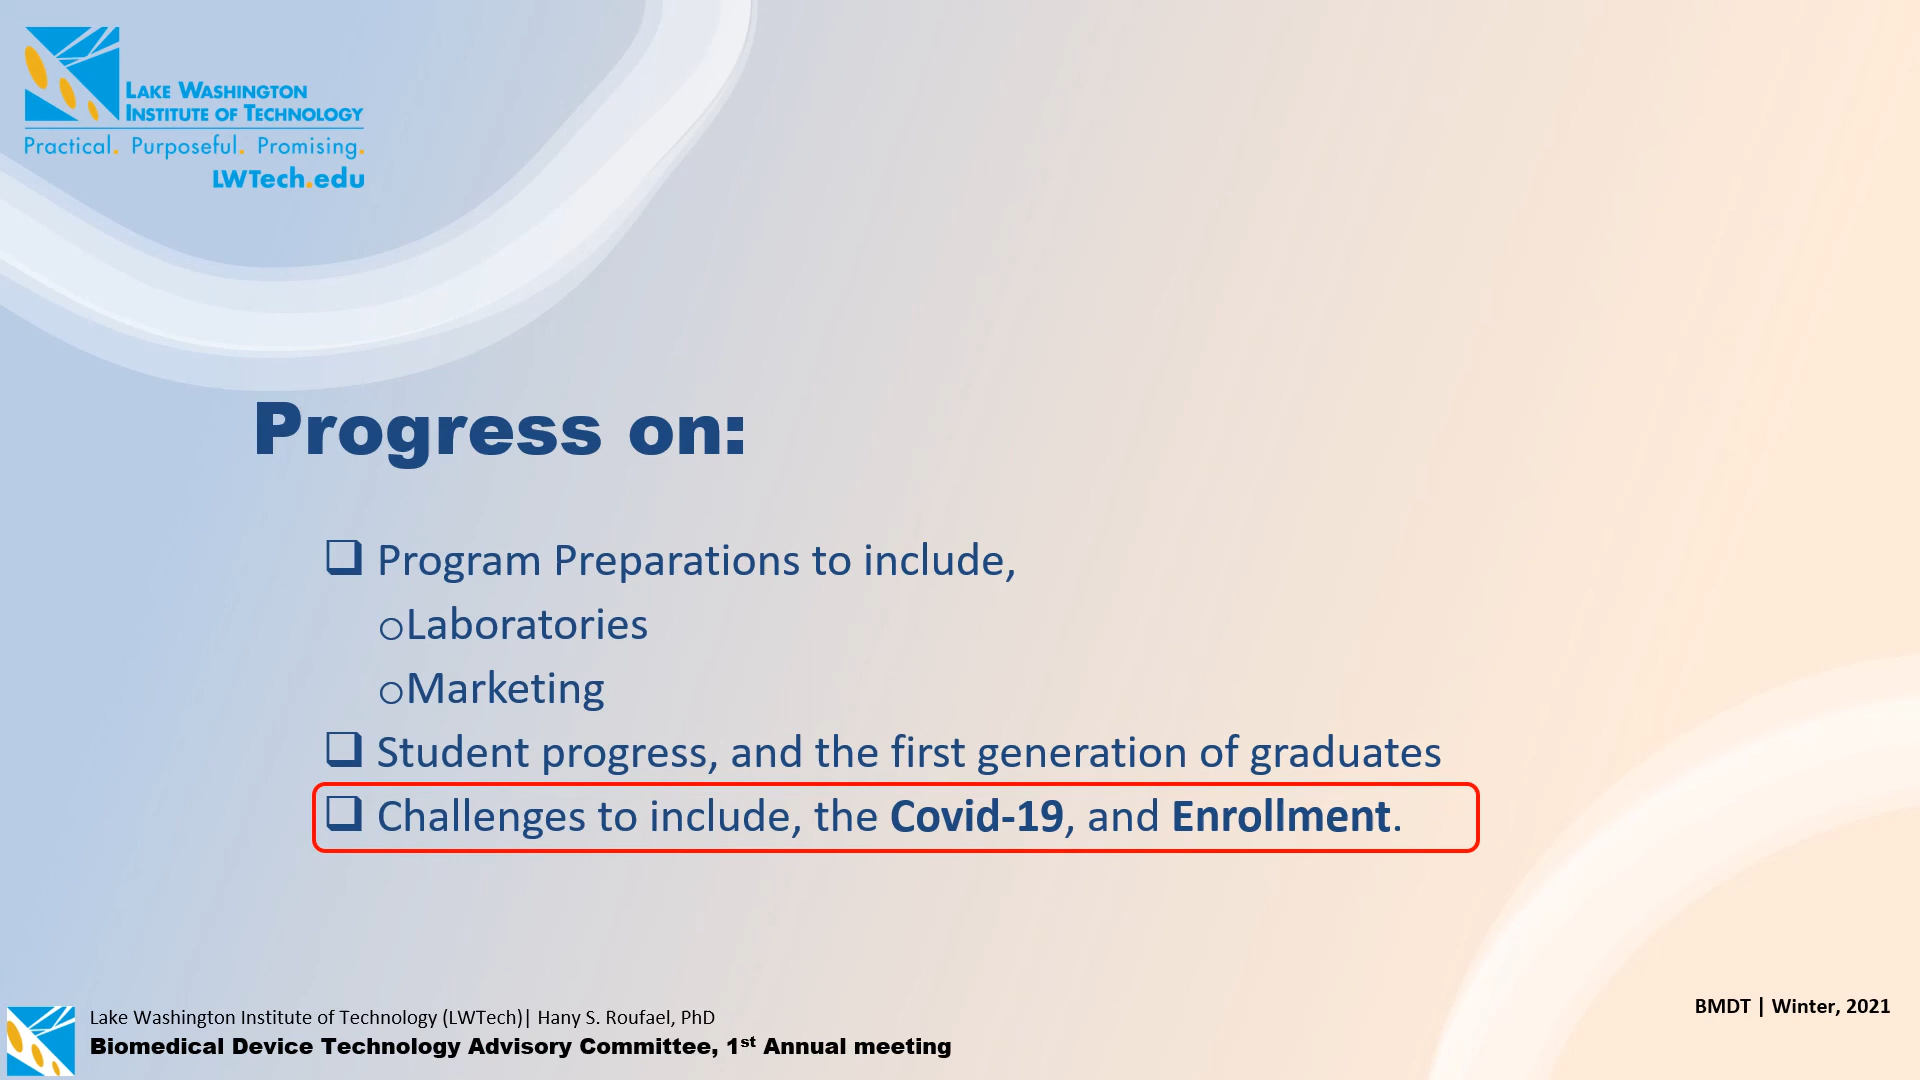 LAKE WASHINGTON
INSTITUTE OF TECHNOLOGY
Practical. Purposeful. Promising.
LWTech.edu
Progress on:
❑ Program Preparations to include,
oLaboratories
oMarketing
❑ Student progress, and the first generation of graduates
❑ Challenges to include, the Covid-19, and Enrollment.
Lake Washington Institute of Technology (LWTech)| Hany S. Roufael, PhD
Biomedical Device Technology Advisory Committee, 1st Annual meeting
BMDT | Winter, 2021